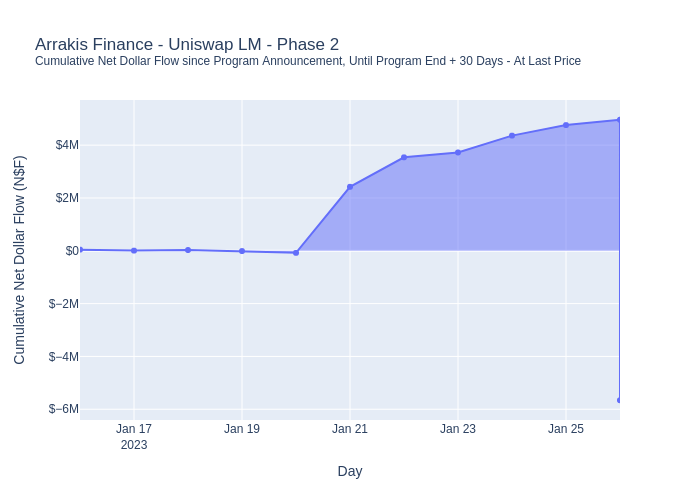 Arrakis Finance - Uniswap LM - Phase 2
Cumulative Net Dollar Flow since Program Announcement, Until Program End + 30 Days - At Last Price
Cumulative Net Dollar Flow (N$F)
$4M
$2M
$0
$−2M
$−4M
$−6M
Jan 17
2023
Jan 19
Jan 21
Jan 23
Jan 25
Day